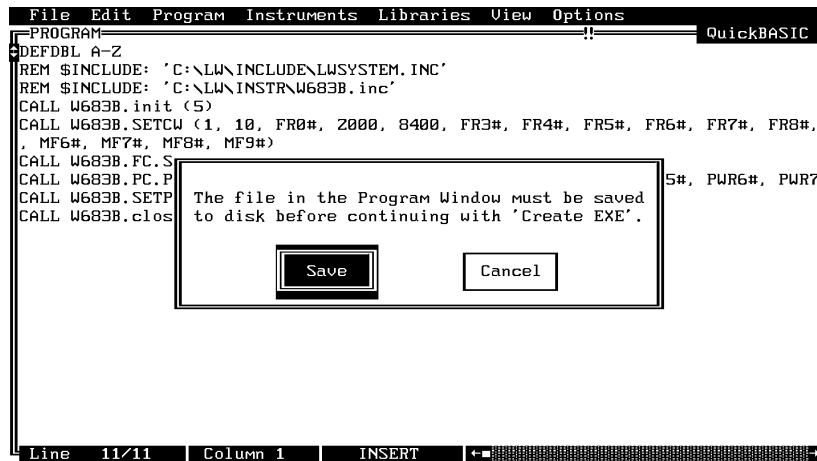 File Edit Program Instruments Libraries View Options
PROGRAM !! QuickBASIC
DEFDBL A-Z
REM $INCLUDE: 'C:\LW\INCLUDE\LWSYSTEM.INC'
REM $INCLUDE: 'C:\LW\INSTR\W683B.inc'
CALL W683B.init (5)
CALL W683B.SETCW (1, 10, FR0#, 2000, 8400, FR3#, FR4#, FR5#, FR6#, FR7#, FR8#,
, MF6#, MF7#, MF8#, MF9#)
CALL W683B.FC.S
CALL W683B.PC.P 5#, PWR6#, PWR7
CALL W683B.SETP
CALL W683B.clos
The file in the Program Window must be saved
to disk before continuing with 'Create EXE'.
Save Cancel
Line 11/11 Column 1 INSERT